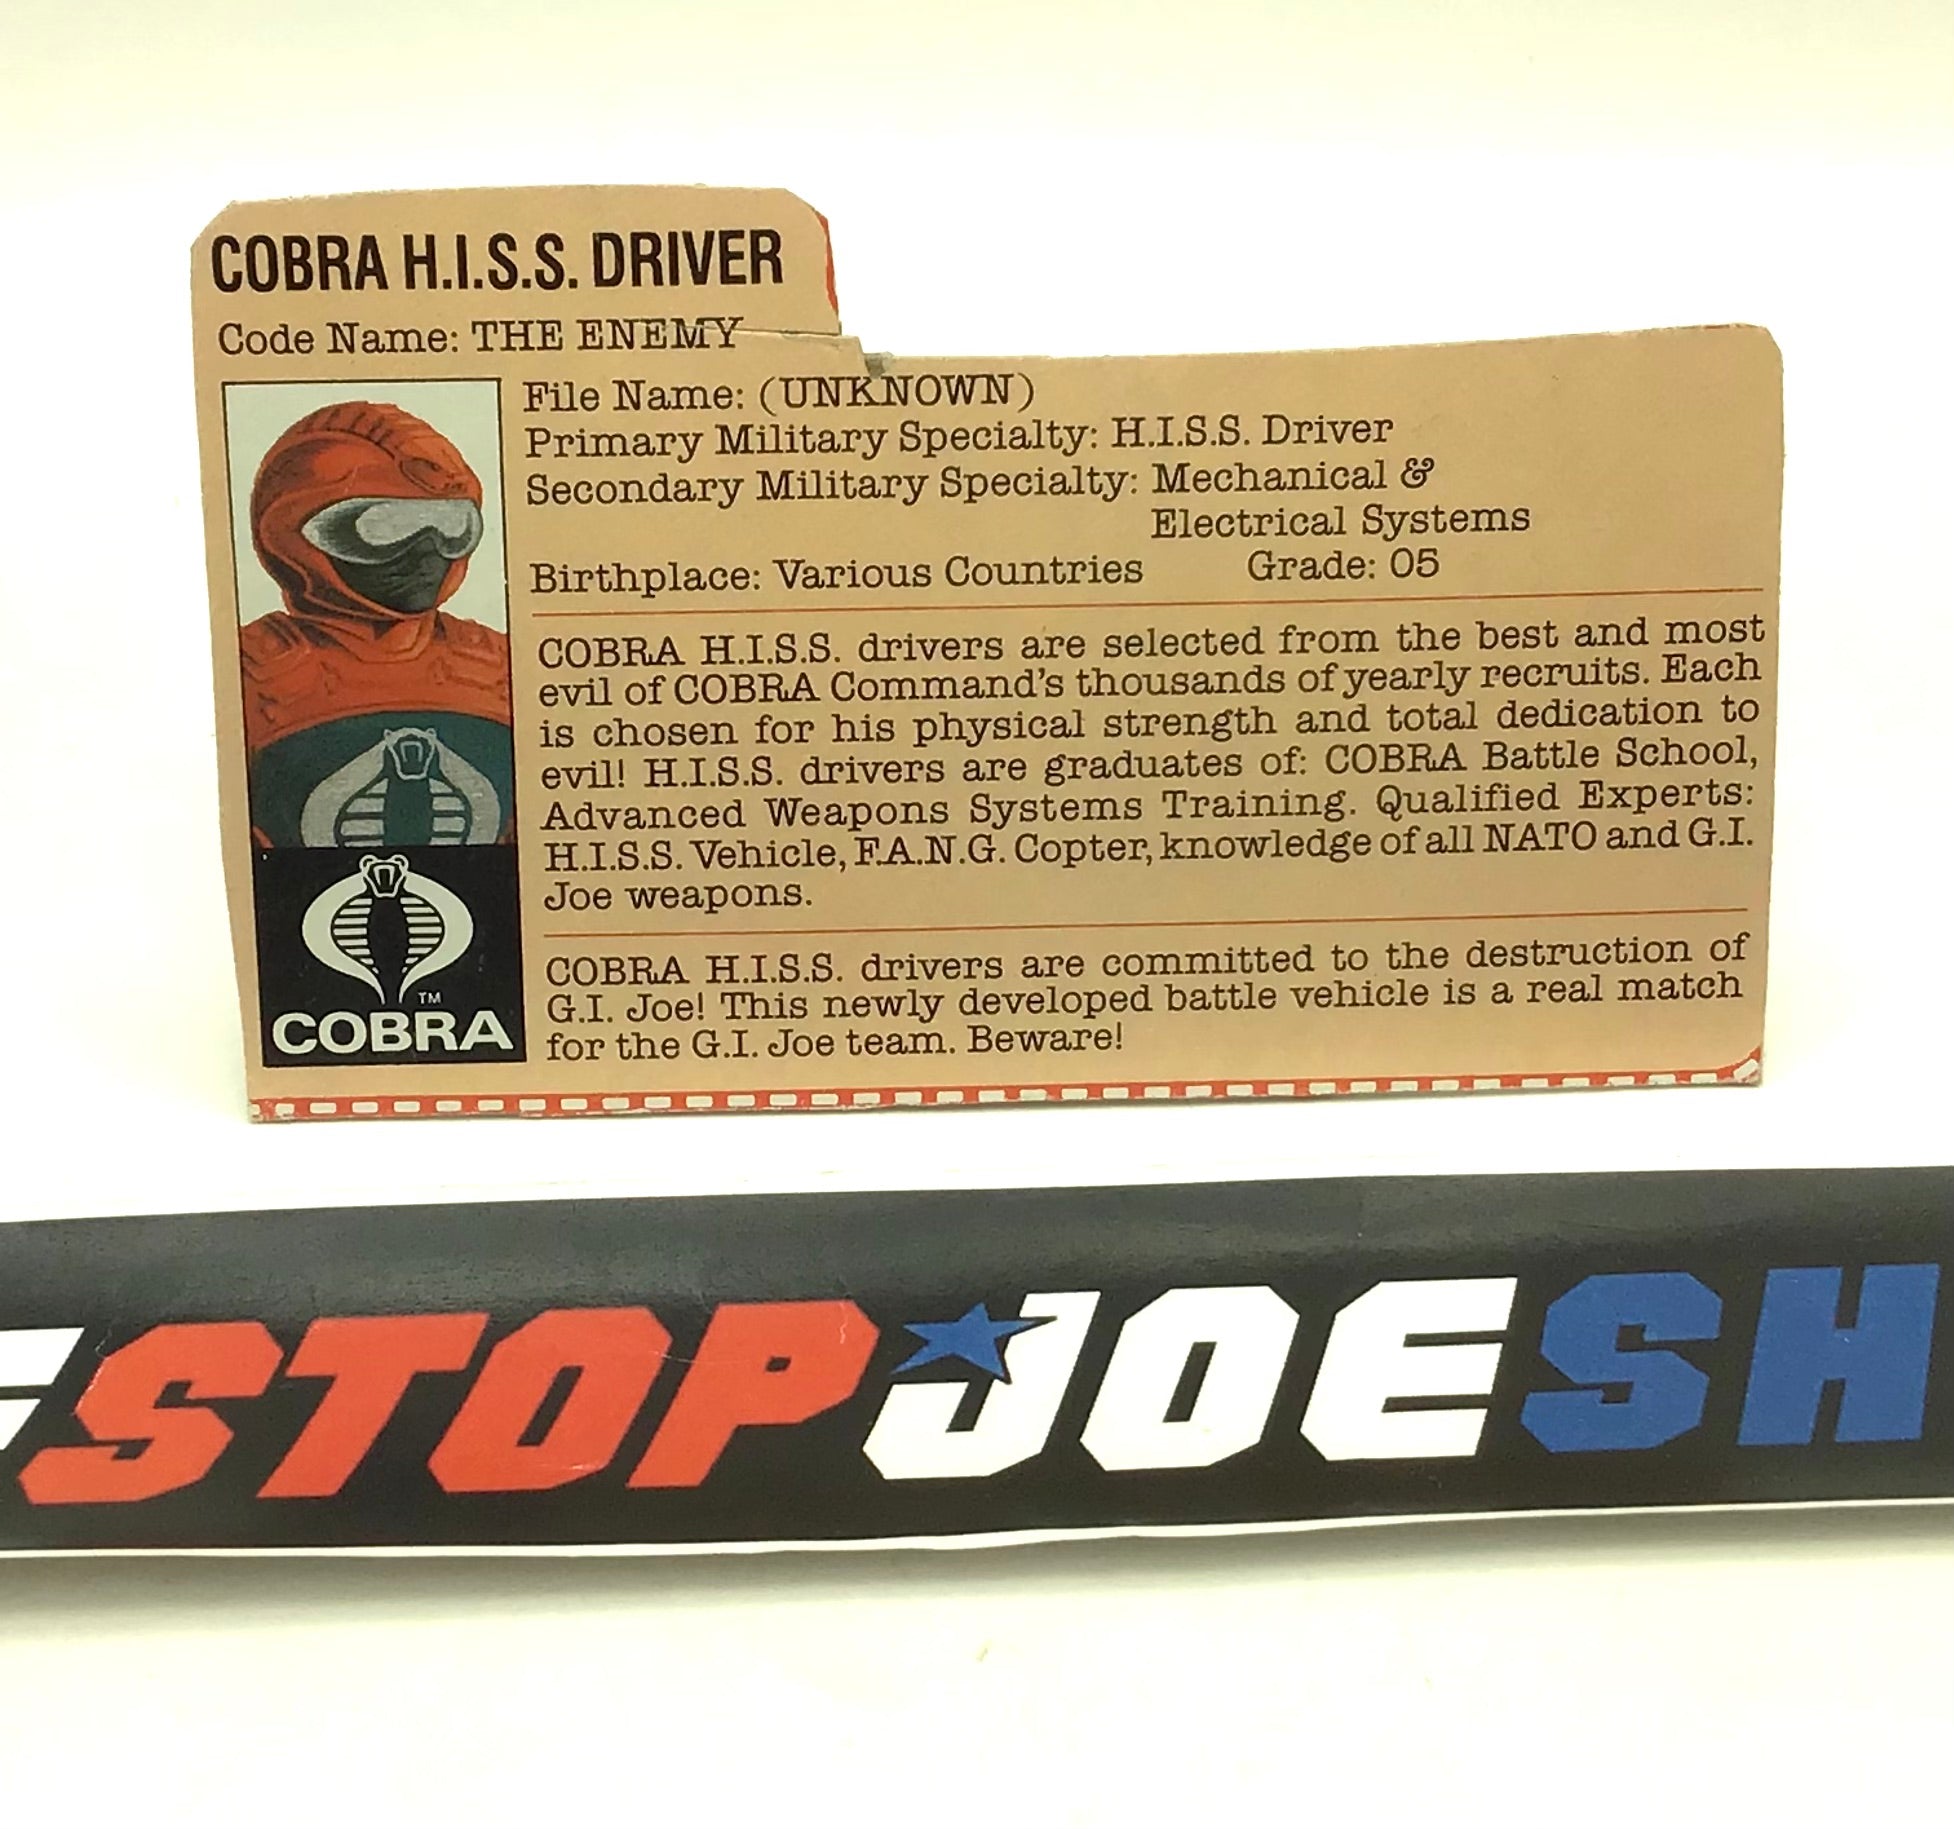 COBRA H.I.S.S. DRIVER
Code Name: THE ENEMY
File Name: (UNKNOWN)
Primary Military Specialty: H.I.S.S. Driver
Secondary Military Specialty: Mechanical &
Electrical Systems
Birthplace: Various Countries Grade: O5
COBRA H.I.S.S. drivers are selected from the best and most
evil of COBRA Command's thousands of yearly recruits. Each
is chosen for his physical strength and total dedication to
evil! H.I.S.S. drivers are graduates of: COBRA Battle School,
Advanced Weapons Systems Training. Qualified Experts:
H.I.S.S. Vehicle, F.A.N.G. Copter, knowledge of all NATO and G.I.
Joe weapons.
COBRA H.I.S.S. drivers are committed to the destruction of
G.I. Joe! This newly developed battle vehicle is a real match
for the G.I. Joe team. Beware!
TM
COBRA
STOP JOE SH